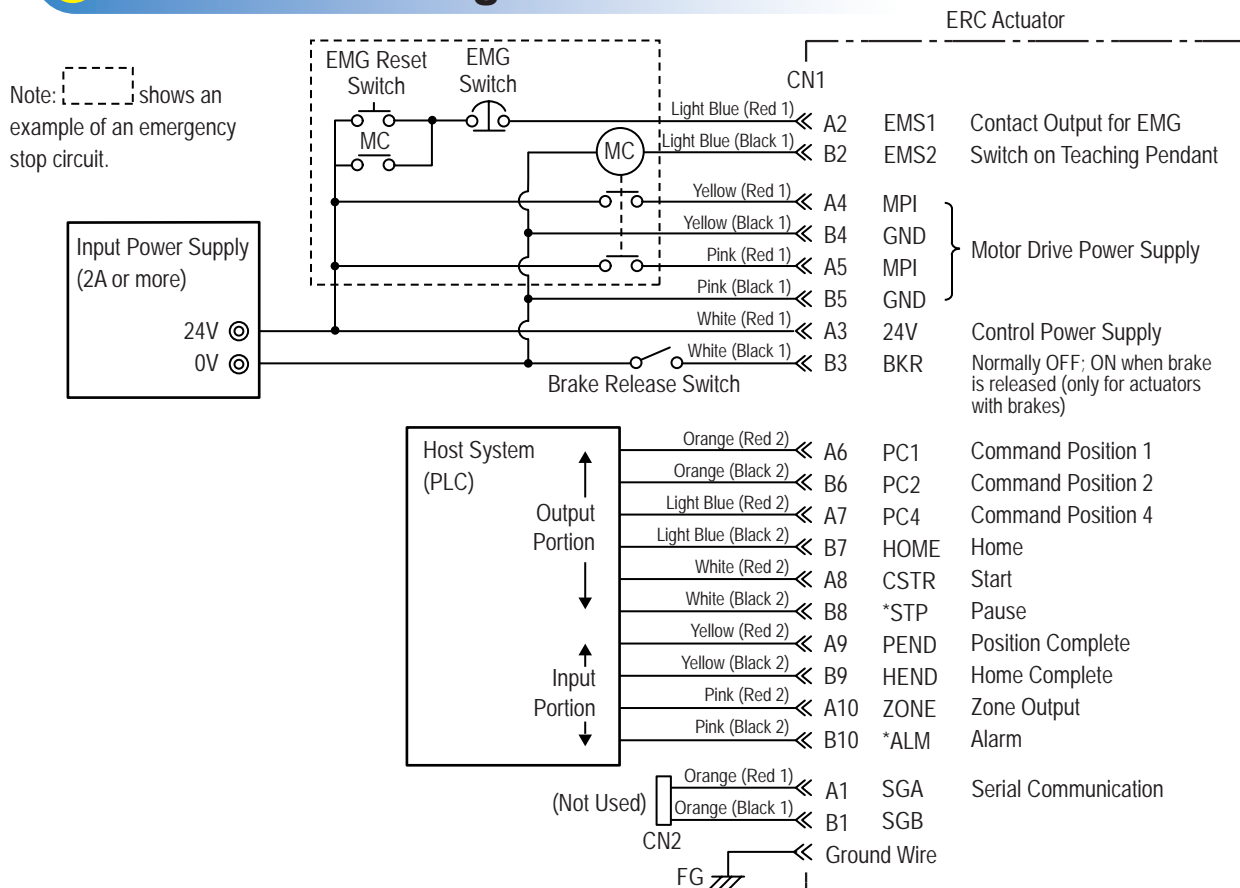 ERC Actuator
Note:
shows an
example of an emergency
stop circuit.
EMG Reset
Switch
EMG
Switch
MC
MC
CN1
Light Blue (Red 1) A2 EMS1 Contact Output for EMG
Light Blue (Black 1) B2 EMS2 Switch on Teaching Pendant
Yellow (Red 1) A4 MPI
Yellow (Black 1) B4 GND
Motor Drive Power Supply
Pink (Red 1) A5 MPI
Pink (Black 1) B5 GND
White (Red 1) A3 24V Control Power Supply
White (Black 1) B3 BKR Normally OFF; ON when brake
is released (only for actuators
with brakes)
Input Power Supply
(2A or more)
24V
0V
Brake Release Switch
Host System
(PLC)
Output
Portion
Input
Portion
Orange (Red 2) A6 PC1 Command Position 1
Orange (Black 2) B6 PC2 Command Position 2
Light Blue (Red 2) A7 PC4 Command Position 4
Light Blue (Black 2) B7 HOME Home
White (Red 2) A8 CSTR Start
White (Black 2) B8 *STP Pause
Yellow (Red 2) A9 PEND Position Complete
Yellow (Black 2) B9 HEND Home Complete
Pink (Red 2) A10 ZONE Zone Output
Pink (Black 2) B10 *ALM Alarm
(Not Used)
CN2
Orange (Red 1) A1 SGA Serial Communication
Orange (Black 1) B1 SGB
Ground Wire
FG